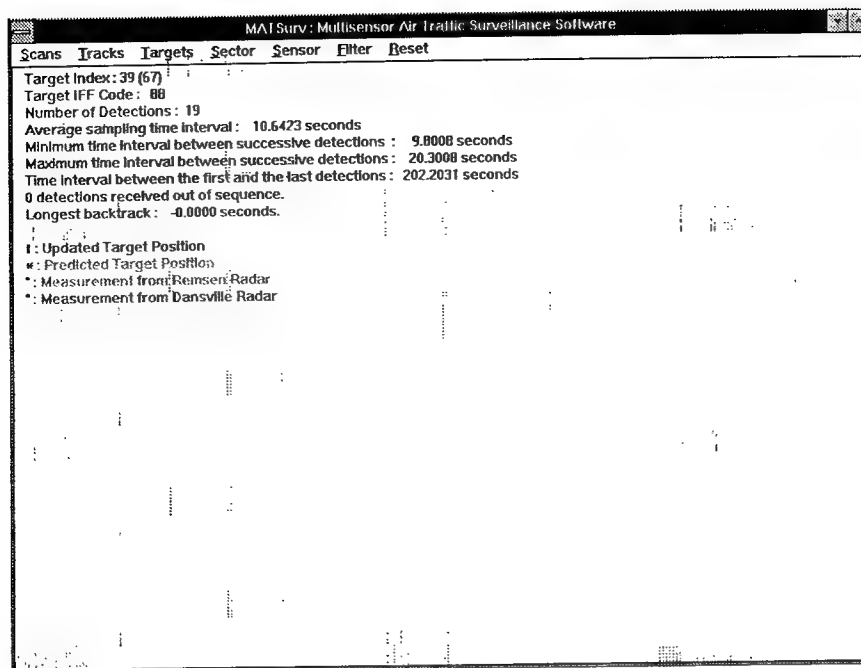 MATSurv: Multisensor Air Traffic Surveillance Software
Scans Tracks Targets Sector Sensor Filter Reset
Target Index: 39 (67)
Target IFF Code: 88
Number of Detections: 19
Average sampling time interval: 10.6423 seconds
Minimum time interval between successive detections: 9.8008 seconds
Maximum time interval between successive detections: 20.3008 seconds
Time interval between the first and the last detections: 202.2031 seconds
0 detections received out of sequence.
Longest backtrack: -0.0000 seconds.
: Updated Target Position
*: Predicted Target Position
*: Measurement from Remsen Radar
*: Measurement from Dansville Radar